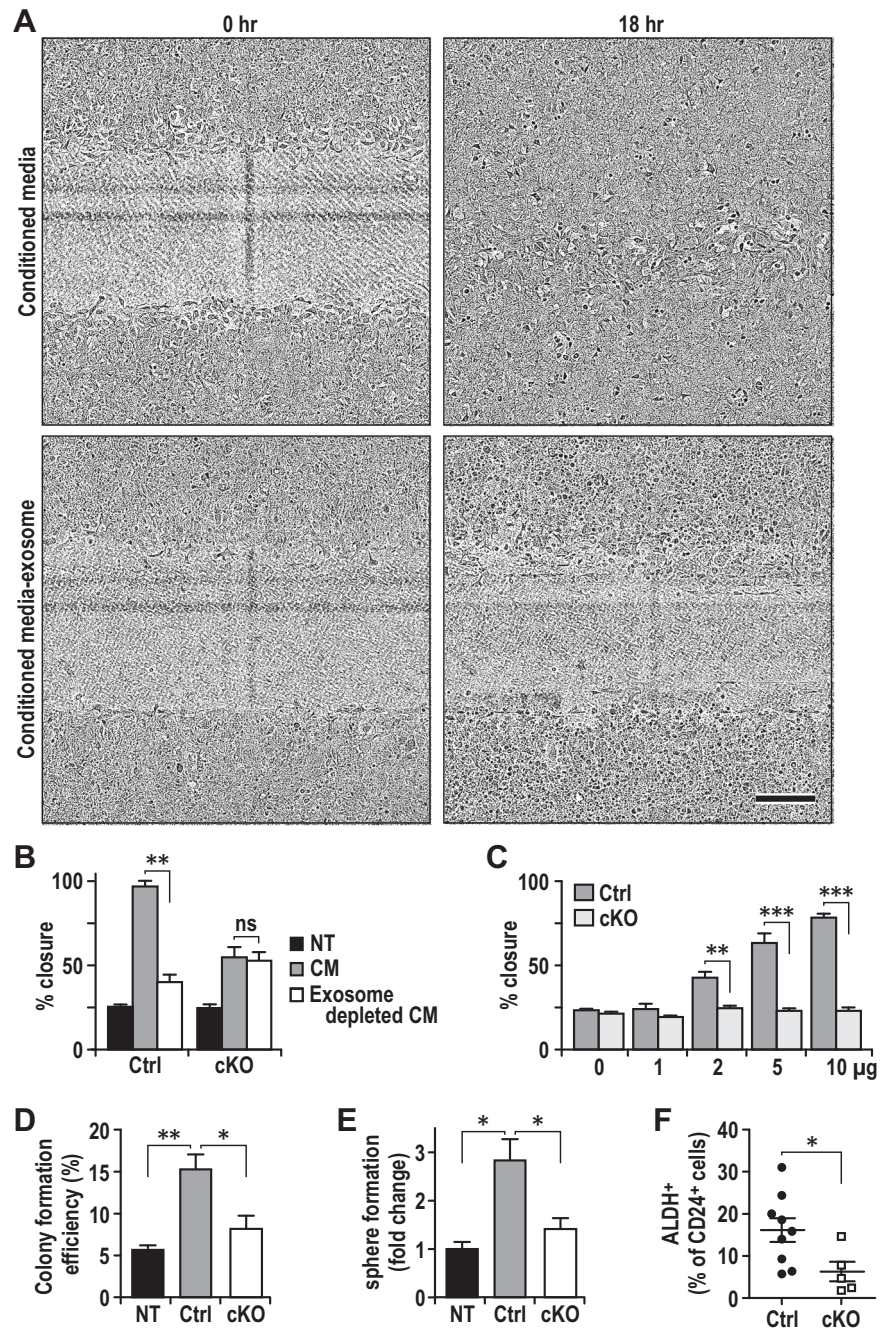 A
0 hr
18 hr
Conditioned media
Conditioned media-exosome
B
% closure
100
50
0
**
ns
Ctrl
cKO
NT
CM
Exosome
depleted CM
C
% closure
100
50
0
Ctrl
cKO
**
***
***
0
1
2
5
10 µg
D
Colony formation
efficiency (%)
20
15
10
5
0
**
*
NT
Ctrl
cKO
E
sphere formation
(fold change)
3
2
1
0
*
*
NT
Ctrl
cKO
F
ALDH+
(% of CD24+ cells)
40
30
20
10
0
*
Ctrl
cKO